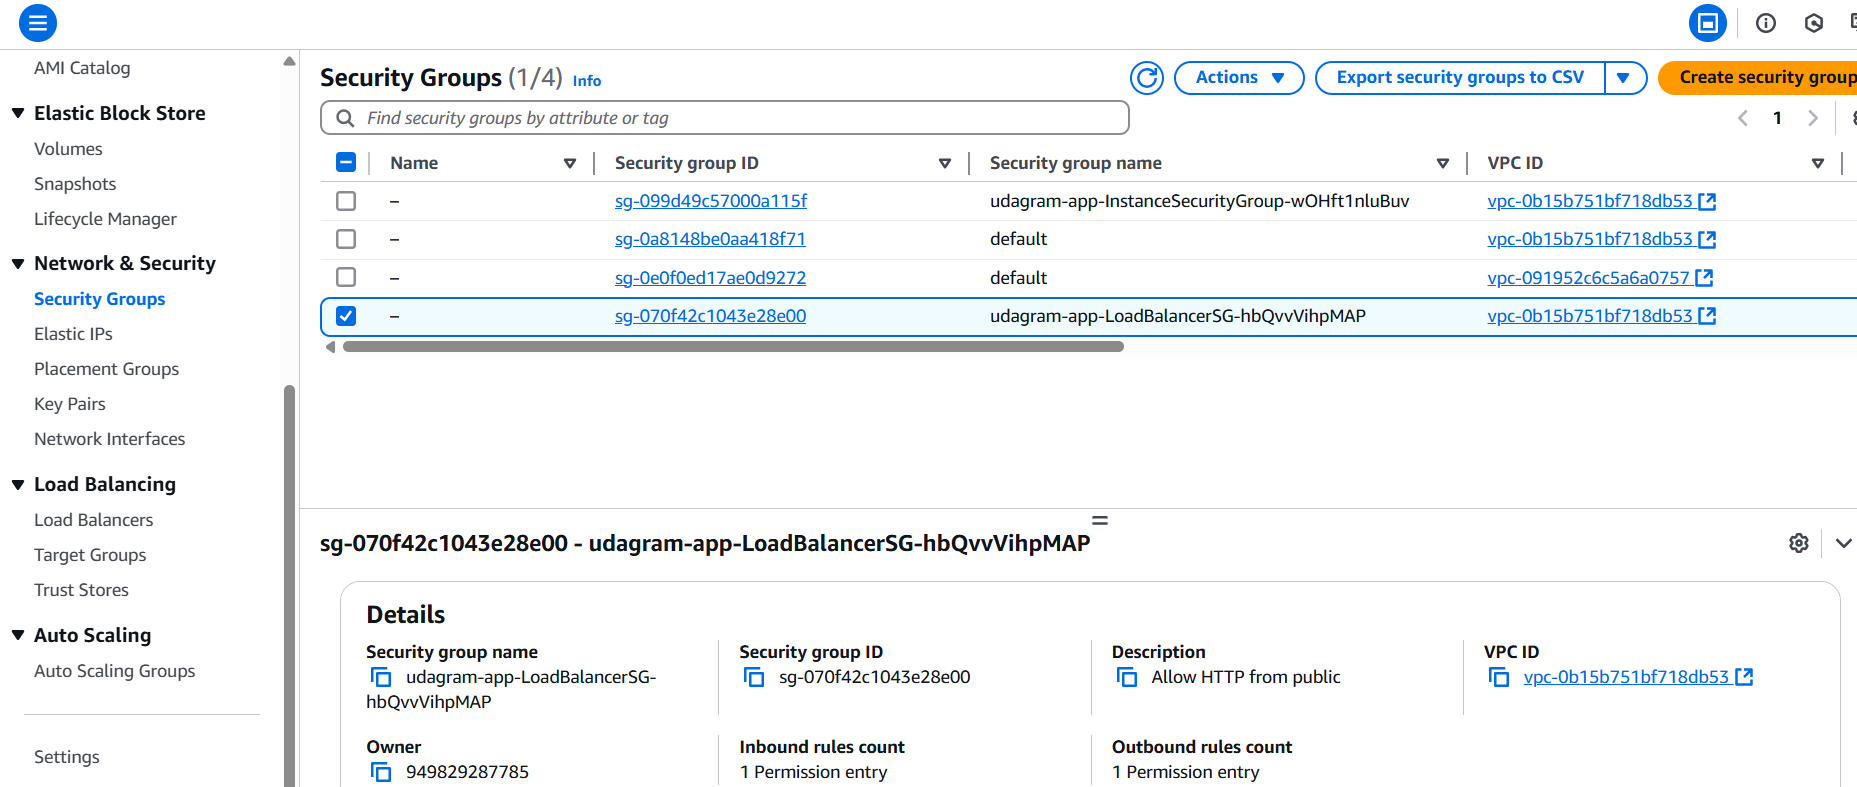 AMI Catalog
Elastic Block Store
Volumes
Snapshots
Lifecycle Manager
Network & Security
Security Groups
Elastic IPs
Placement Groups
Key Pairs
Network Interfaces
Load Balancing
Load Balancers
Target Groups
Trust Stores
Auto Scaling
Auto Scaling Groups
Settings
Security Groups (1/4) Info
Actions
Export security groups to CSV
Create security group
Find security groups by attribute or tag
1
Name Security group ID Security group name VPC ID
– sg-099d49c57000a115f udagram-app-InstanceSecurityGroup-wOHft1nluBuv vpc-0b15b751bf718db53
– sg-0a8148be0aa418f71 default vpc-0b15b751bf718db53
– sg-0e0f0ed17ae0d9272 default vpc-091952c6c5a6a0757
– sg-070f42c1043e28e00 udagram-app-LoadBalancerSG-hbQvvVihpMAP vpc-0b15b751bf718db53
sg-070f42c1043e28e00 - udagram-app-LoadBalancerSG-hbQvvVihpMAP
Details
Security group name
udagram-app-LoadBalancerSG-
hbQvvVihpMAP
Security group ID
sg-070f42c1043e28e00
Description
Allow HTTP from public
VPC ID
vpc-0b15b751bf718db53
Owner
949829287785
Inbound rules count
1 Permission entry
Outbound rules count
1 Permission entry